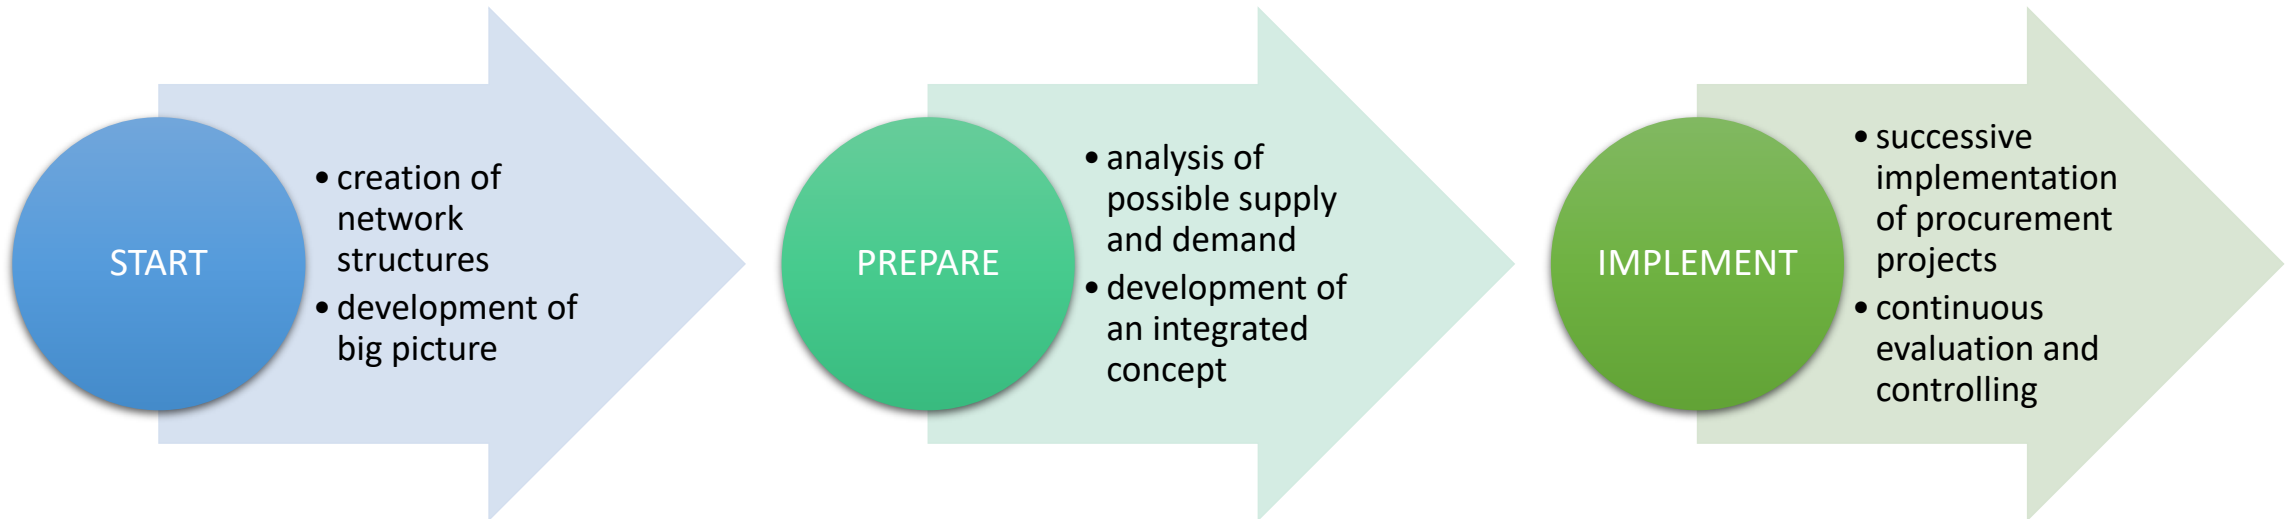 START
• creation of
network
structures
• development of
big picture
PREPARE
• analysis of
possible supply
and demand
• development of
an integrated
concept
IMPLEMENT
• successive
implementation
of procurement
projects
• continuous
evaluation and
controlling